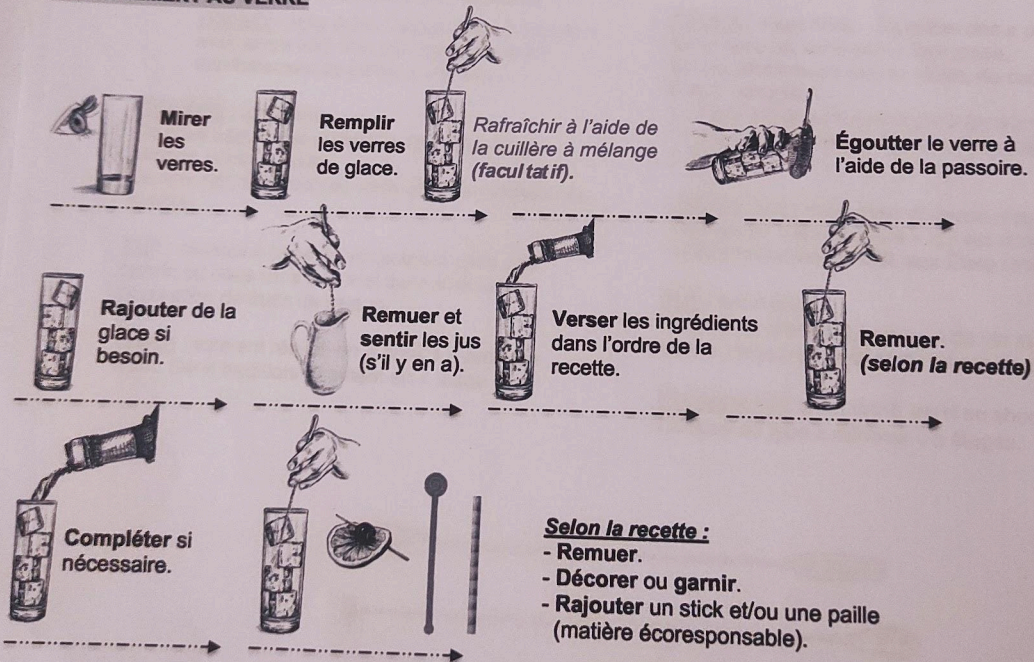 AU VERRE
Mirer
les
verres.
Remplir
les verres
de glace.
Rafraîchir à l'aide de
la cuillère à mélange
(facultatif).
Égoutter le verre à
l'aide de la passoire.
Rajouter de la
glace si
besoin.
Remuer et
sentir les jus
(s'il y en a).
Verser les ingrédients
dans l'ordre de la
recette.
Remuer.
(selon la recette)
Compléter si
nécessaire.
Selon la recette :
- Remuer.
- Décorer ou garnir.
- Rajouter un stick et/ou une paille
(matière écoresponsable).